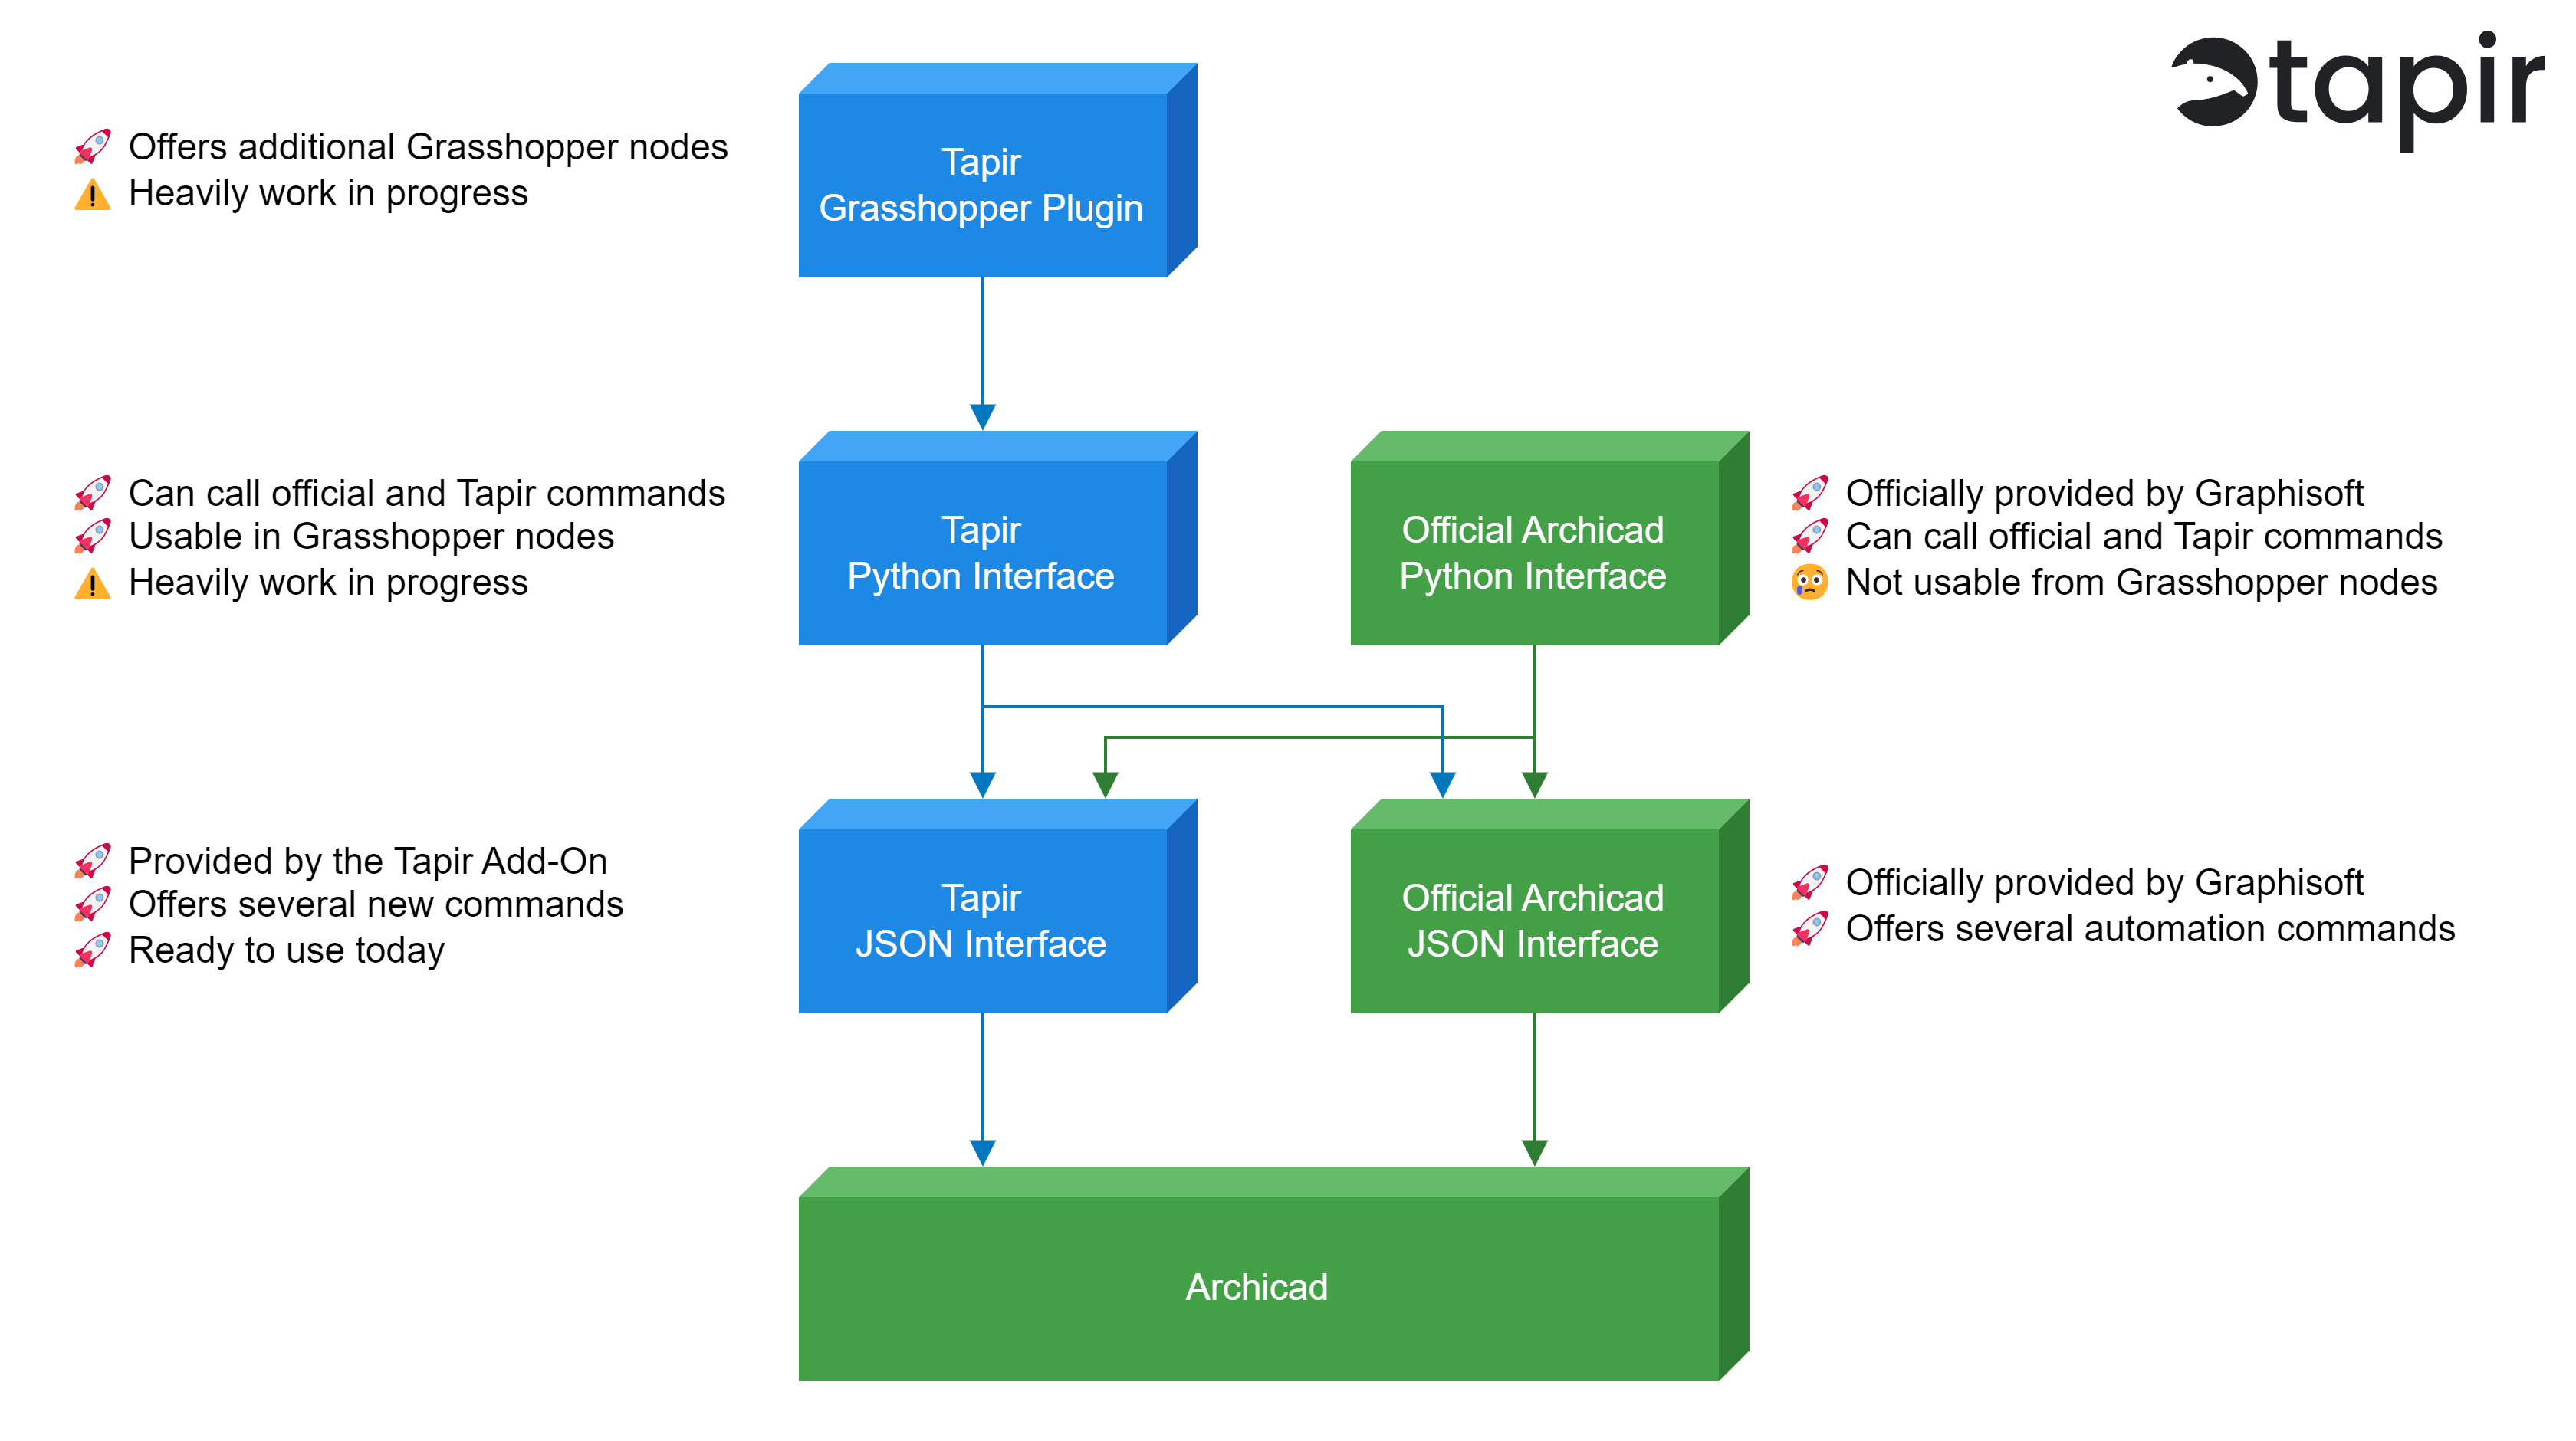 tapir
Offers additional Grasshopper nodes
Heavily work in progress
Tapir
Grasshopper Plugin
Can call official and Tapir commands
Usable in Grasshopper nodes
Heavily work in progress
Tapir
Python Interface
Official Archicad
Python Interface
Officially provided by Graphisoft
Can call official and Tapir commands
Not usable from Grasshopper nodes
Provided by the Tapir Add-On
Offers several new commands
Ready to use today
Tapir
JSON Interface
Official Archicad
JSON Interface
Officially provided by Graphisoft
Offers several automation commands
Archicad